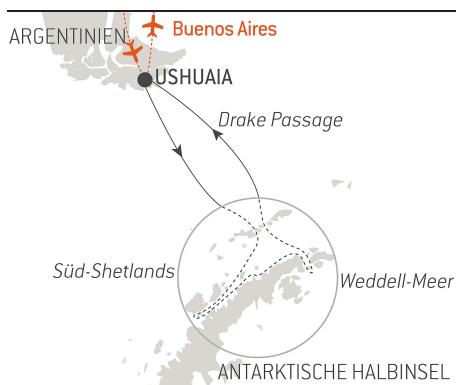 ARGENTINIEN
Buenos Aires
USHUAIA
Drake Passage
Süd-Shetlands
Weddell-Meer
ANTARKTISCHE HALBINSEL